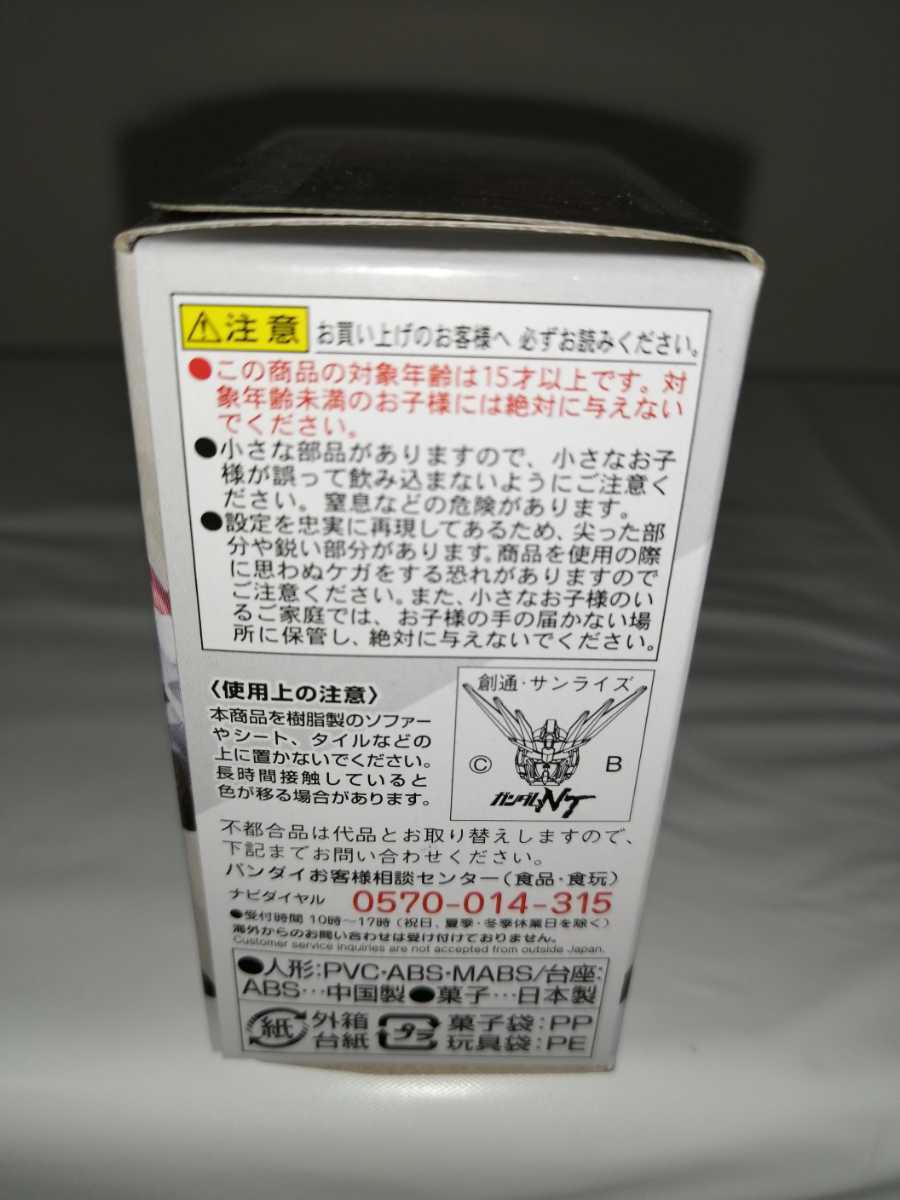 ⚠注意 お買い上げのお客様へ 必ずお読みください。
●この商品の対象年齢は15才以上です。対
象年齢未満のお子様には絶対に与えない
でください。
●小さな部品がありますので、小さなお子
様が誤って飲み込まないようにご注意く
ださい。窒息などの危険があります。
●設定を忠実に再現してあるため、尖った部
分や鋭い部分があります。商品を使用の際
に思わぬケガをする恐れがありますので
ご注意ください。また、小さなお子様のい
るご家庭では、お子様の手の届かない場
所に保管し、絶対に与えないでください。
〈使用上の注意〉
本商品を樹脂製のソファー
やシート、タイルなどの
上に置かないでください。
長時間接触していると
色が移る場合があります。
創通・サンライズ
© B
ガンダムNT
不都合品は代品とお取り替えしますので、
下記までお問い合わせください。
バンダイお客様相談センター(食品・食玩)
ナビダイヤル 0570-014-315
●受付時間 10時〜17時(祝日、夏季・冬季休業日を除く)
海外からのお問い合わせは受け付けておりません。
Customer service inquiries are not accepted from outside Japan.
●人形:PVC・ABS・MABS/台座:
ABS…中国製●菓子…日本製
紙 外箱 プラ 菓子袋:PP
台紙 玩具袋:PE